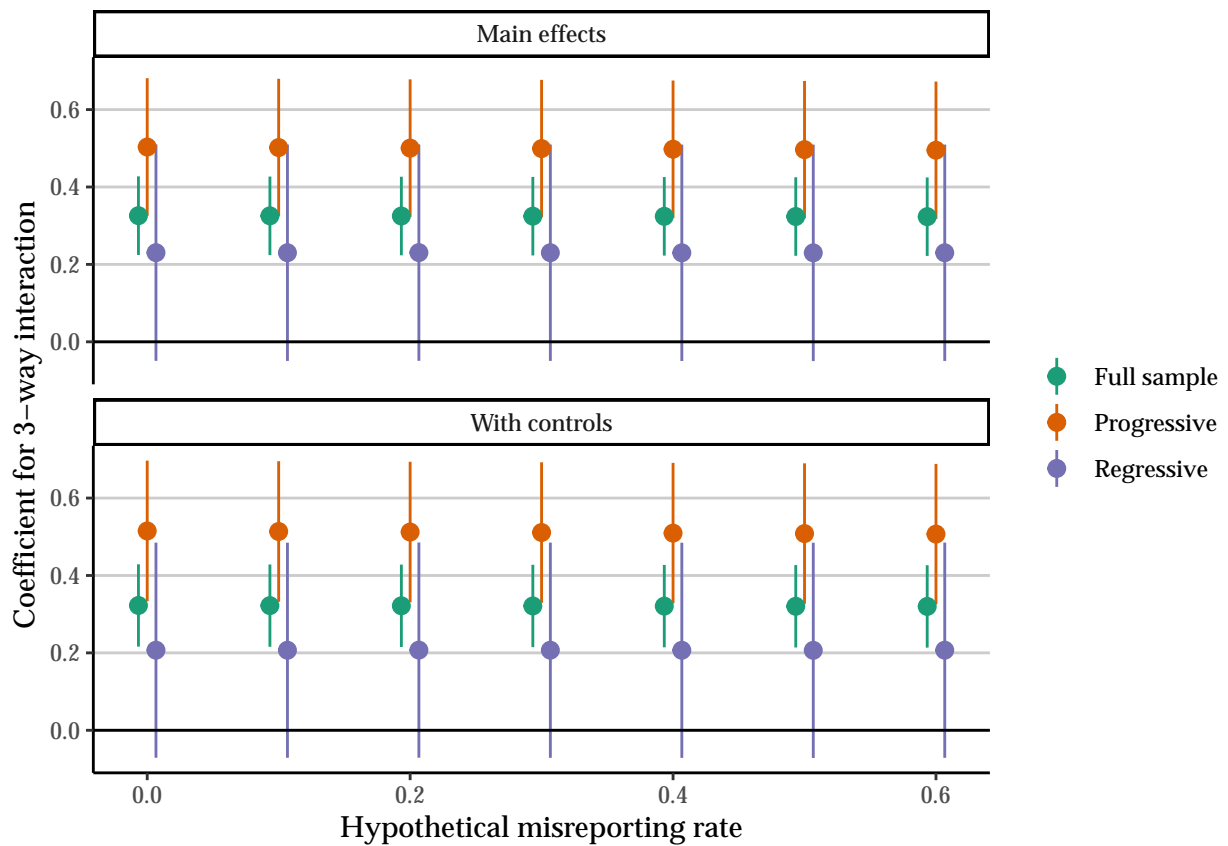 Main effects
0.6
0.4
0.2
0.0
With controls
0.6
0.4
0.2
0.0
0.0 0.2 0.4 0.6
Hypothetical misreporting rate
Coefficient for 3−way interaction
Full sample
Progressive
Regressive